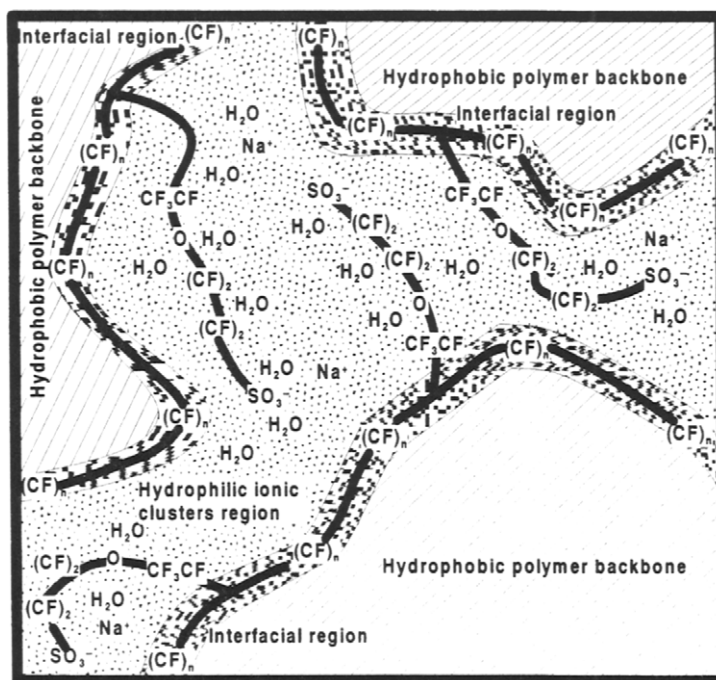 Interfacial region
(CF)n
(CF)n
Hydrophobic polymer backbone
Interfacial region
H2O
Na+
H2O
(CF)n
(CF)n
(CF)n
(CF)n
Hydrophobic polymer backbone
CF3CF
O
H2O
(CF)2
H2O
(CF)2
H2O
H2O
SO3
Na+
SO3−
(CF)2
H2O
(CF)2
H2O
H2O
O
H2O
CF3CF
CF3CF
O
(CF)2
H2O
(CF)2
SO3−
Na+
H2O
(CF)n
(CF)n
(CF)n
(CF)n
(CF)n
H2O
H2O
(CF)n
(CF)n
(CF)n
Hydrophilic ionic
clusters region
H2O
(CF)2
O
CF3CF
(CF)2
H2O
Na+
SO3−
(CF)n
(CF)n
Interfacial region
Hydrophobic polymer backbone